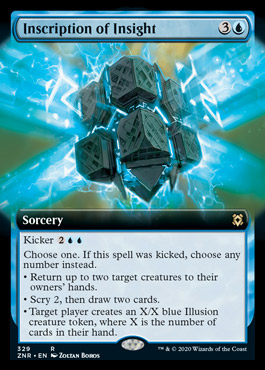 Inscription of Insight 3
Sorcery
Kicker 2
Choose one. If this spell was kicked, choose any
number instead.
• Return up to two target creatures to their
owners' hands.
• Scry 2, then draw two cards.
• Target player creates an X/X blue Illusion
creature token, where X is the number of
cards in their hand.
329 R
ZNR • EN Zoltan Boros
™ & © 2020 Wizards of the Coast